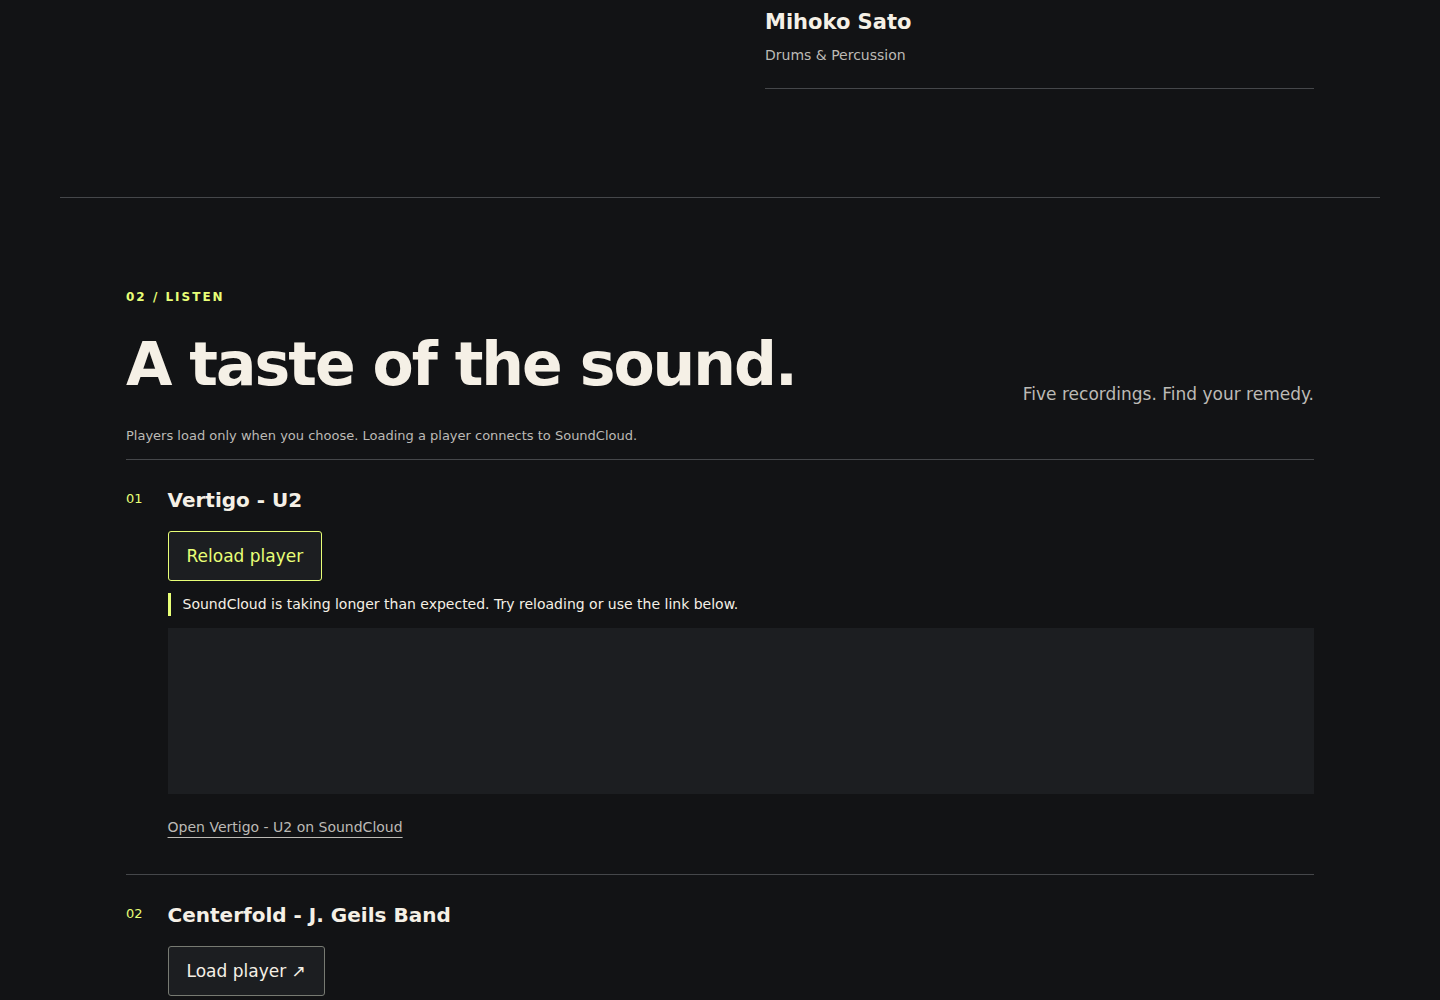 Mihoko Sato
Drums & Percussion
02 / LISTEN
A taste of the sound.
Five recordings. Find your remedy.
Players load only when you choose. Loading a player connects to SoundCloud.
01
Vertigo - U2
Reload player
SoundCloud is taking longer than expected. Try reloading or use the link below.
Open Vertigo - U2 on SoundCloud
02
Centerfold - J. Geils Band
Load player ↗